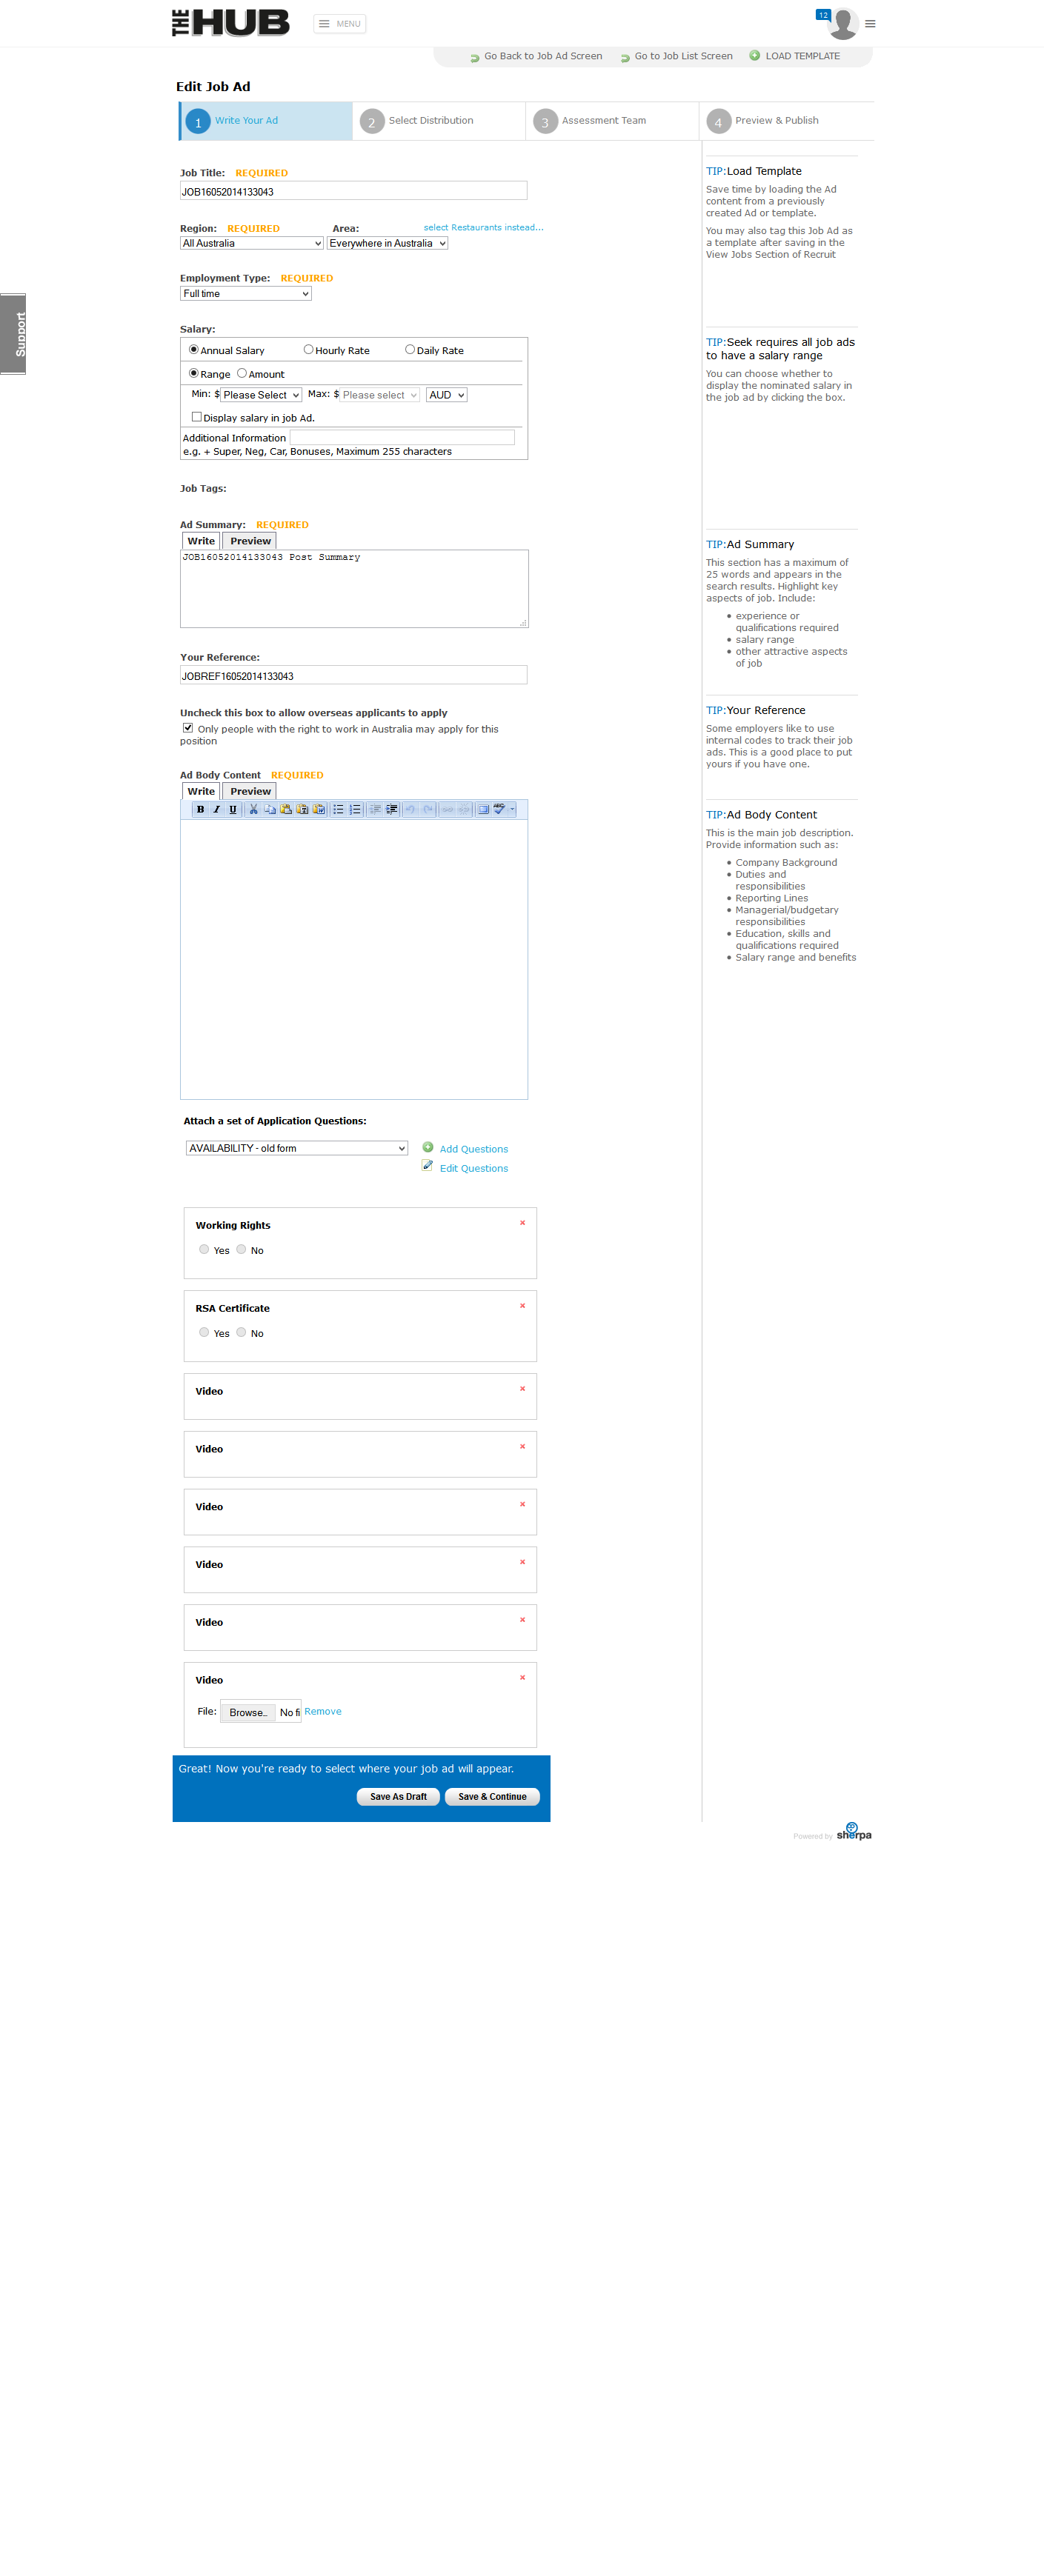 THE HUB
MENU
12
Go Back to Job Ad Screen
Go to Job List Screen
LOAD TEMPLATE
Edit Job Ad
1 Write Your Ad
2 Select Distribution
3 Assessment Team
4 Preview & Publish
Support
Job Title: REQUIRED
JOB16052014133043
Region: REQUIRED
Area:
select Restaurants instead...
All Australia
Everywhere in Australia
Employment Type: REQUIRED
Full time
Salary:
Annual Salary
Hourly Rate
Daily Rate
Range
Amount
Min: $ Please Select
Max: $ Please select
AUD
Display salary in job Ad.
Additional Information
e.g. + Super, Neg, Car, Bonuses, Maximum 255 characters
Job Tags:
Ad Summary: REQUIRED
Write
Preview
JOB16052014133043 Post Summary
Your Reference:
JOBREF16052014133043
Uncheck this box to allow overseas applicants to apply
Only people with the right to work in Australia may apply for this
position
Ad Body Content REQUIRED
Write
Preview
B I U
ABC
Attach a set of Application Questions:
AVAILABILITY - old form
Add Questions
Edit Questions
Working Rights
Yes
No
RSA Certificate
Yes
No
Video
Video
Video
Video
Video
Video
File: Browse.. No fi Remove
Great! Now you're ready to select where your job ad will appear.
Save As Draft
Save & Continue
TIP:Load Template
Save time by loading the Ad
content from a previously
created Ad or template.
You may also tag this Job Ad as
a template after saving in the
View Jobs Section of Recruit
TIP:Seek requires all job ads
to have a salary range
You can choose whether to
display the nominated salary in
the job ad by clicking the box.
TIP:Ad Summary
This section has a maximum of
25 words and appears in the
search results. Highlight key
aspects of job. Include:
experience or
qualifications required
salary range
other attractive aspects
of job
TIP:Your Reference
Some employers like to use
internal codes to track their job
ads. This is a good place to put
yours if you have one.
TIP:Ad Body Content
This is the main job description.
Provide information such as:
Company Background
Duties and
responsibilities
Reporting Lines
Managerial/budgetary
responsibilities
Education, skills and
qualifications required
Salary range and benefits
Powered by sherpa